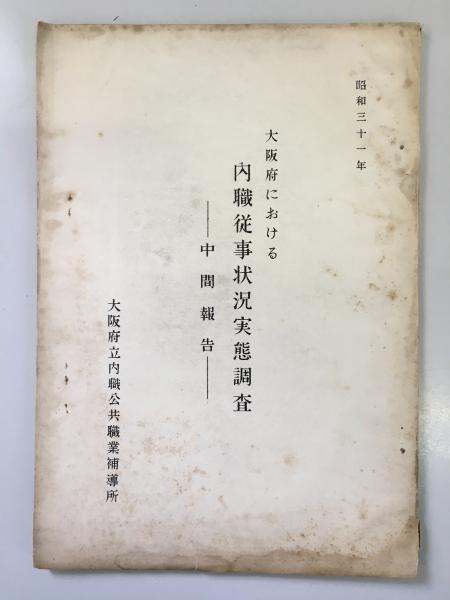 昭和三十一年
大阪府における
内職従事状況実態調査
――中間報告――
大阪府立内職公共職業補導所